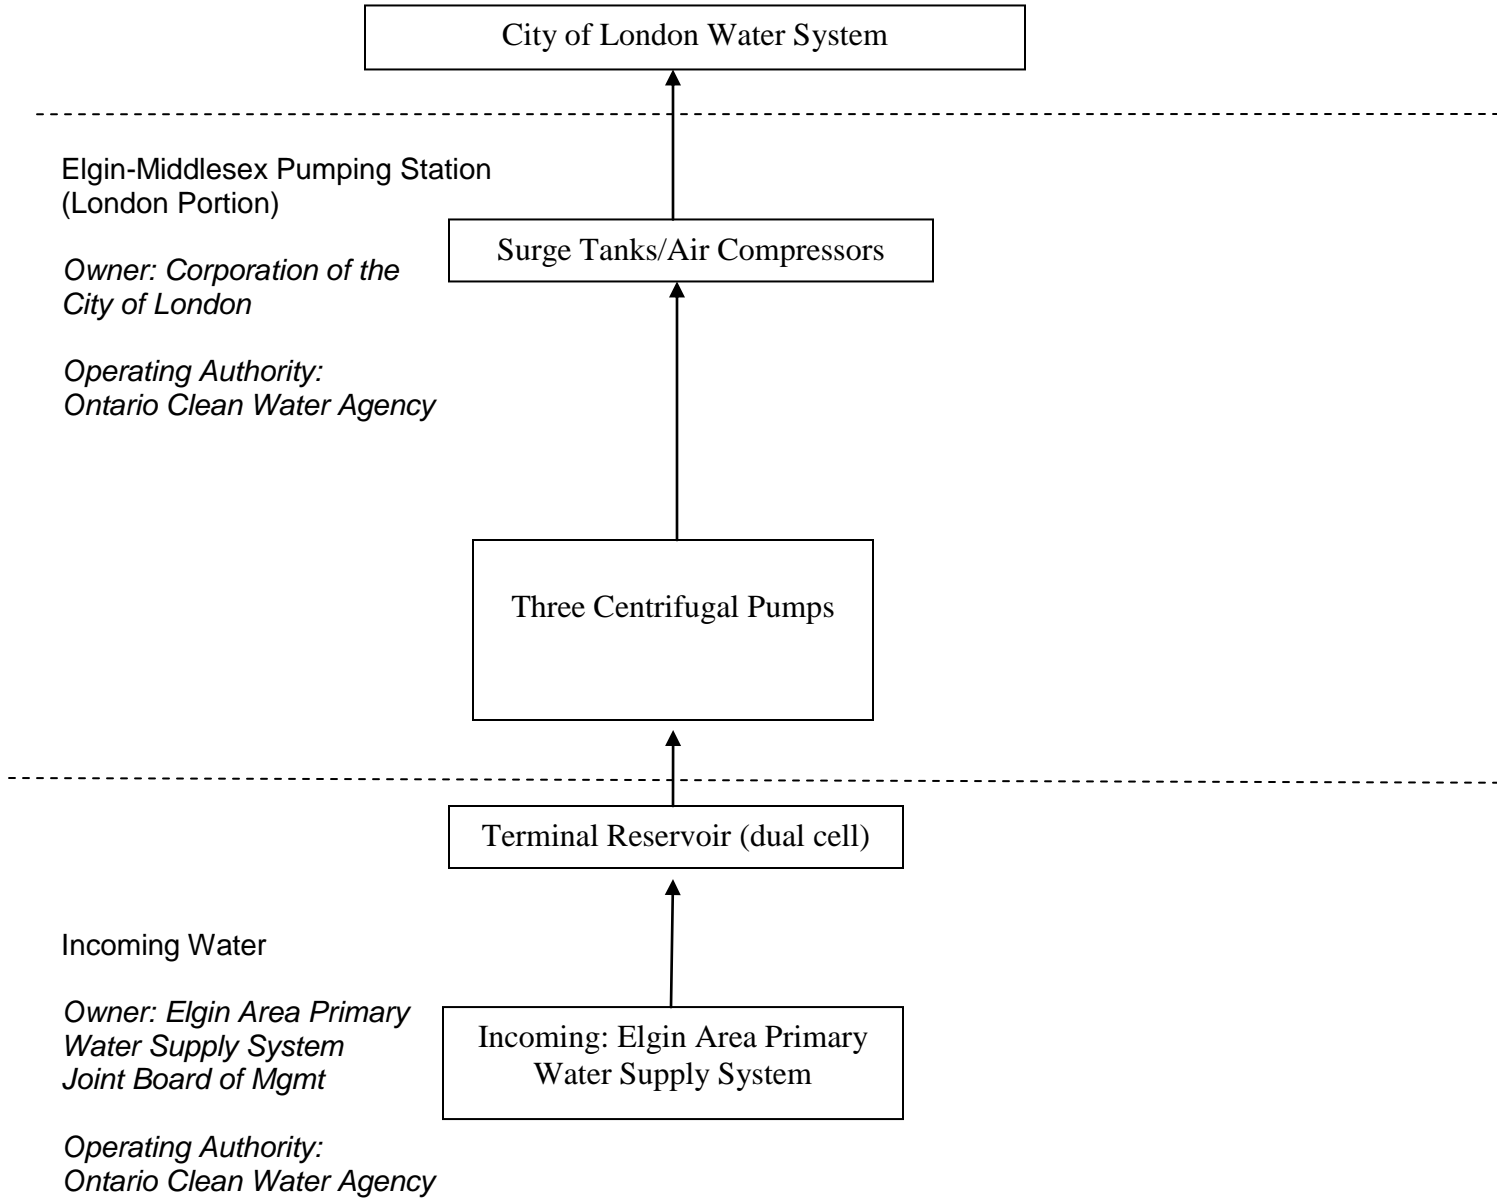 City of London Water System
Elgin-Middlesex Pumping Station
(London Portion)
Owner: Corporation of the
City of London
Operating Authority:
Ontario Clean Water Agency
Surge Tanks/Air Compressors
Three Centrifugal Pumps
Terminal Reservoir (dual cell)
Incoming Water
Owner: Elgin Area Primary
Water Supply System
Joint Board of Mgmt
Operating Authority:
Ontario Clean Water Agency
Incoming: Elgin Area Primary
Water Supply System